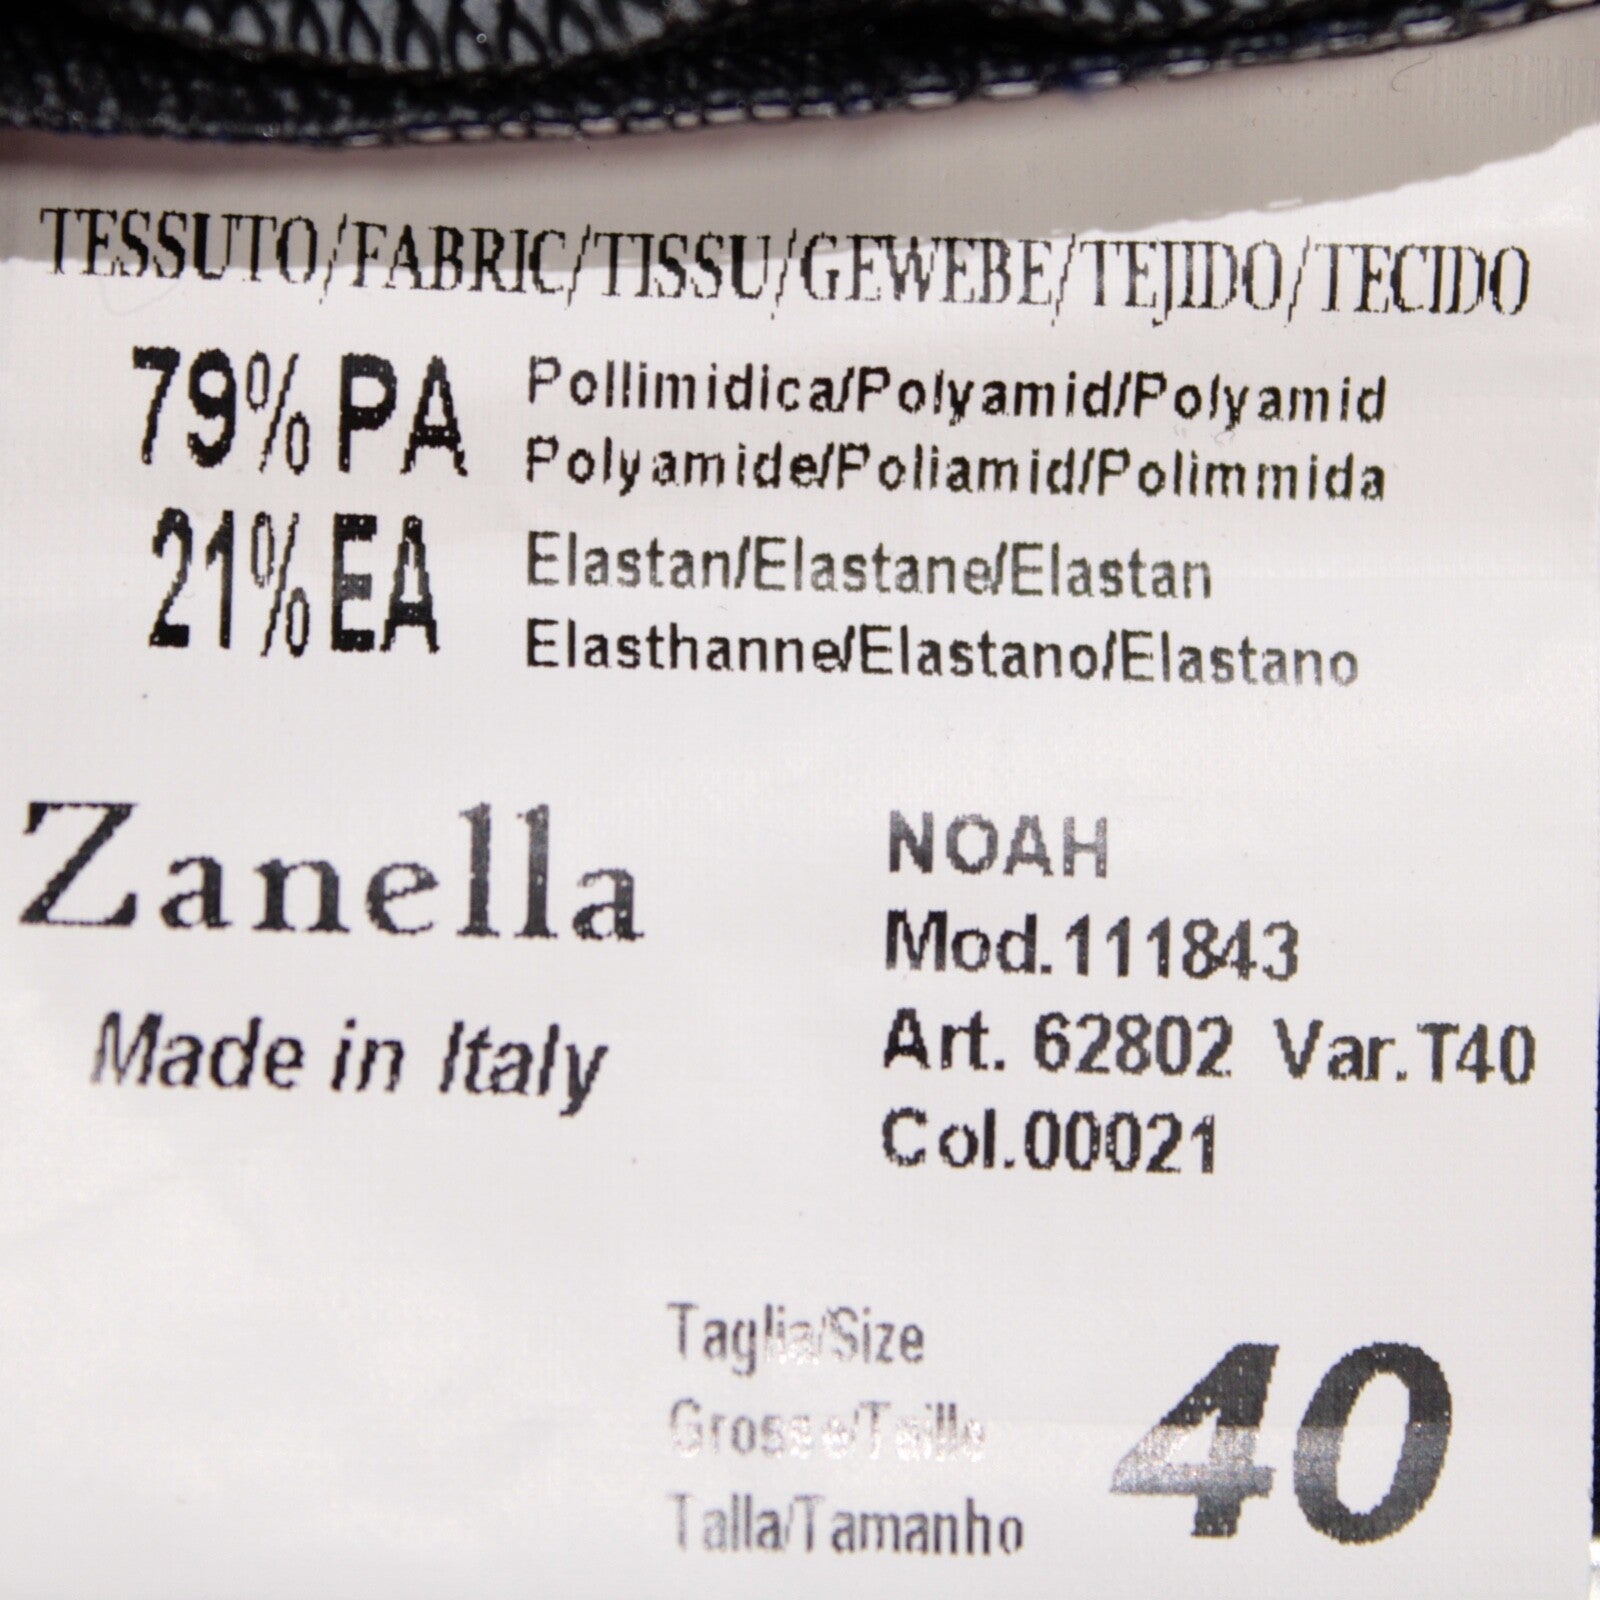 TESSUTO/FABRIC/TISSU/GEWEBE/TEJIDO/TECIDO
79% PA Pollimidica/Polyamid/Polyamid
Polyamide/Poliamid/Polimmida
21% EA Elastan/Elastane/Elastan
Elasthanne/Elastano/Elastano
Zanella
Made in Italy
NOAH
Mod.111843
Art. 62802 Var.T40
Col.00021
Taglia/Size
Grosse/Taille
Talla/Tamanho
40